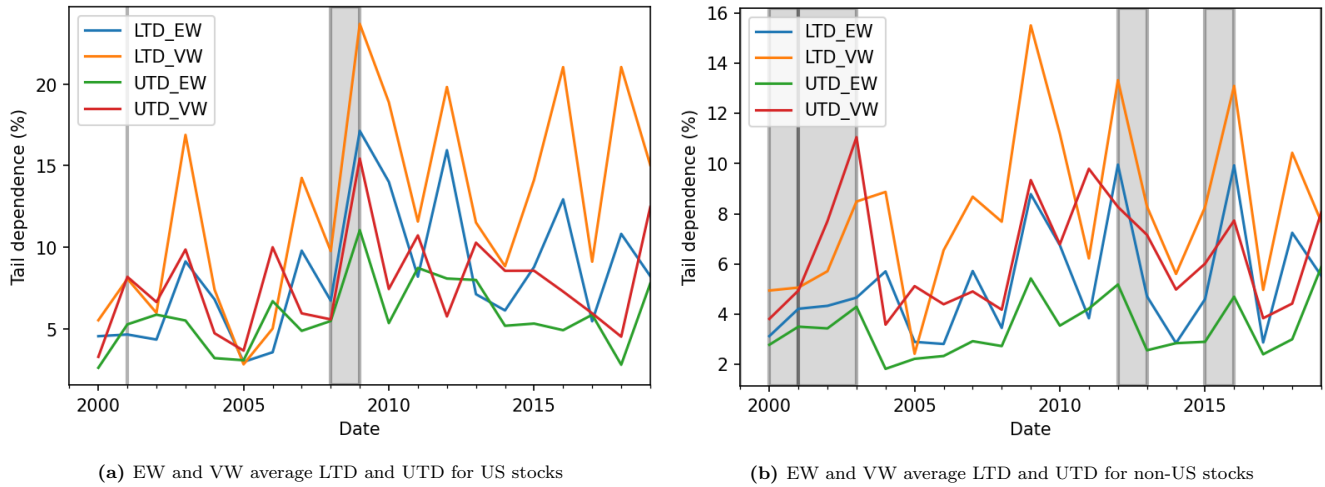 LTD_EW
LTD_VW
UTD_EW
UTD_VW
20
15
10
5
Tail dependence (%)
2000
2005
2010
2015
Date
(a) EW and VW average LTD and UTD for US stocks
LTD_EW
LTD_VW
UTD_EW
UTD_VW
16
14
12
10
8
6
4
2
Tail dependence (%)
2000
2005
2010
2015
Date
(b) EW and VW average LTD and UTD for non-US stocks